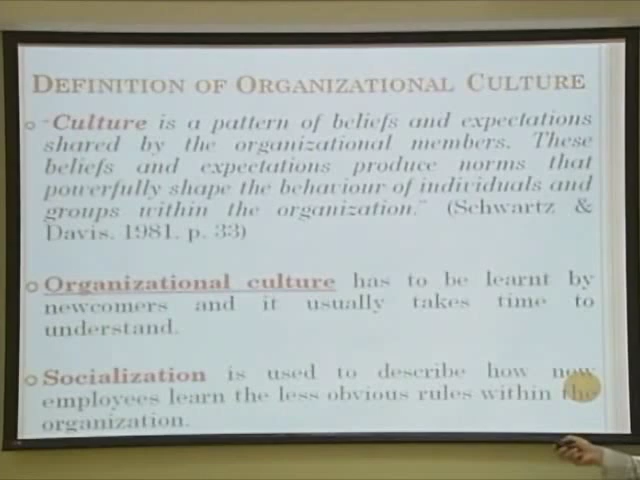 DEFINITION OF ORGANIZATIONAL CULTURE
"Culture is a pattern of beliefs and expectations
shared by the organizational members. These
beliefs and expectations produce norms that
powerfully shape the behaviour of individuals and
groups within the organization." (Schwartz &
Davis. 1981. p. 33)
Organizational culture has to be learnt by
newcomers and it usually takes time to
understand.
Socialization is used to describe how new
employees learn the less obvious rules within the
organization.